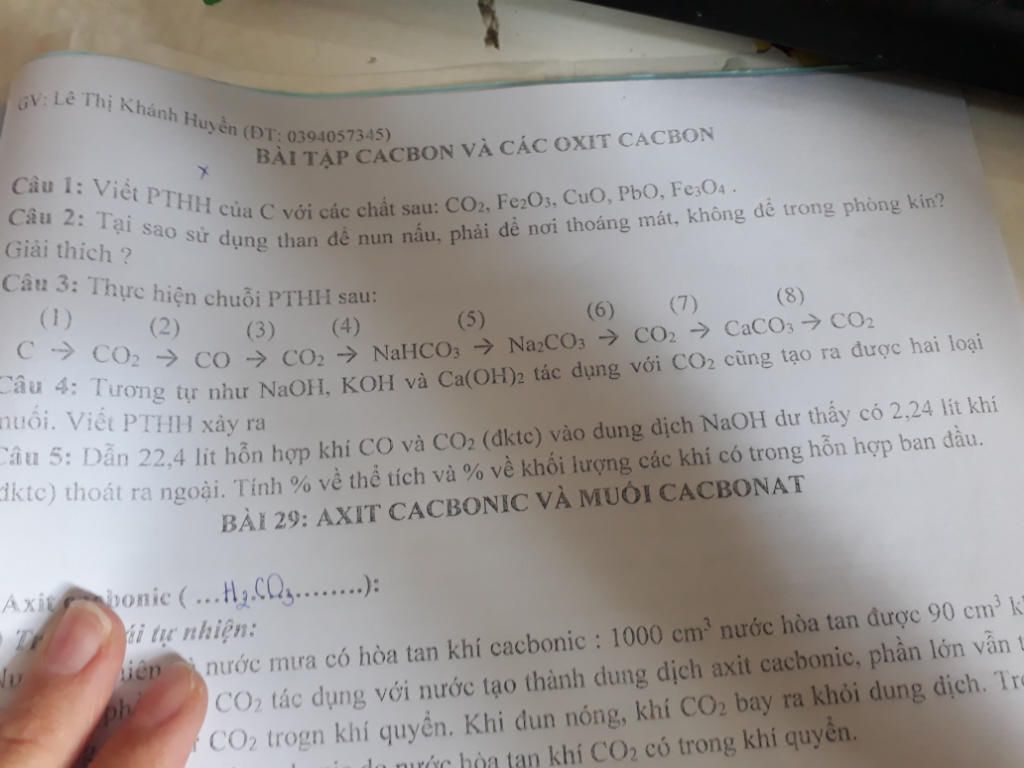 GV: Lê Thị Khánh Huyền (ĐT: 0394057345)
BÀI TẬP CACBON VÀ CÁC OXIT CACBON
x
Câu 1: Viết PTHH của C với các chất sau: CO₂, Fe₂O₃, CuO, PbO, Fe₃O₄ .
Câu 2: Tại sao sử dụng than để nun nấu, phải để nơi thoáng mát, không để trong phòng kín?
Giải thích ?
Câu 3: Thực hiện chuỗi PTHH sau:
(1) (2) (3) (4) (5) (6) (7) (8)
C → CO₂ → CO → CO₂ → NaHCO₃ → Na₂CO₃ → CO₂ → CaCO₃ → CO₂
Câu 4: Tương tự như NaOH, KOH và Ca(OH)₂ tác dụng với CO₂ cũng tạo ra được hai loại
muối. Viết PTHH xảy ra
Câu 5: Dẫn 22,4 lít hỗn hợp khí CO và CO₂ (đktc) vào dung dịch NaOH dư thấy có 2,24 lít khí
đktc) thoát ra ngoài. Tính % về thể tích và % về khối lượng các khí có trong hỗn hợp ban đầu.
BÀI 29: AXIT CACBONIC VÀ MUỐI CACBONAT
Axit cacbonic ( ...H₂CO₃........):
tự nhiên:
nước mưa có hòa tan khí cacbonic : 1000 cm³ nước hòa tan được 90 cm³
CO₂ tác dụng với nước tạo thành dung dịch axit cacbonic, phần lớn vẫn
CO₂ trogn khí quyển. Khi đun nóng, khí CO₂ bay ra khỏi dung dịch.
do nước hòa tan khí CO₂ có trong khí quyển.